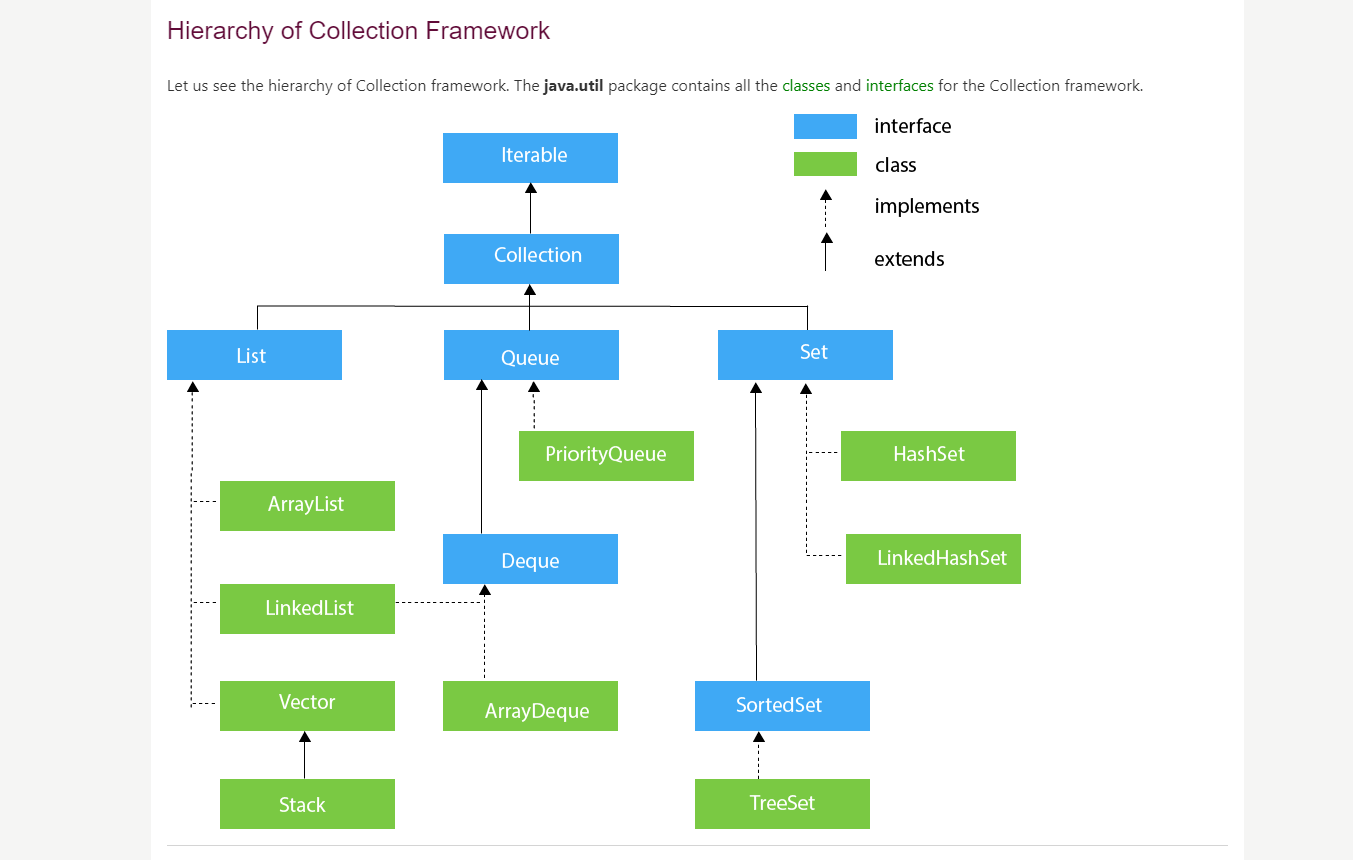 Hierarchy of Collection Framework
Let us see the hierarchy of Collection framework. The java.util package contains all the classes and interfaces for the Collection framework.
interface
class
implements
extends
Iterable
Collection
List
Queue
Set
PriorityQueue
HashSet
ArrayList
Deque
LinkedHashSet
LinkedList
Vector
ArrayDeque
SortedSet
Stack
TreeSet